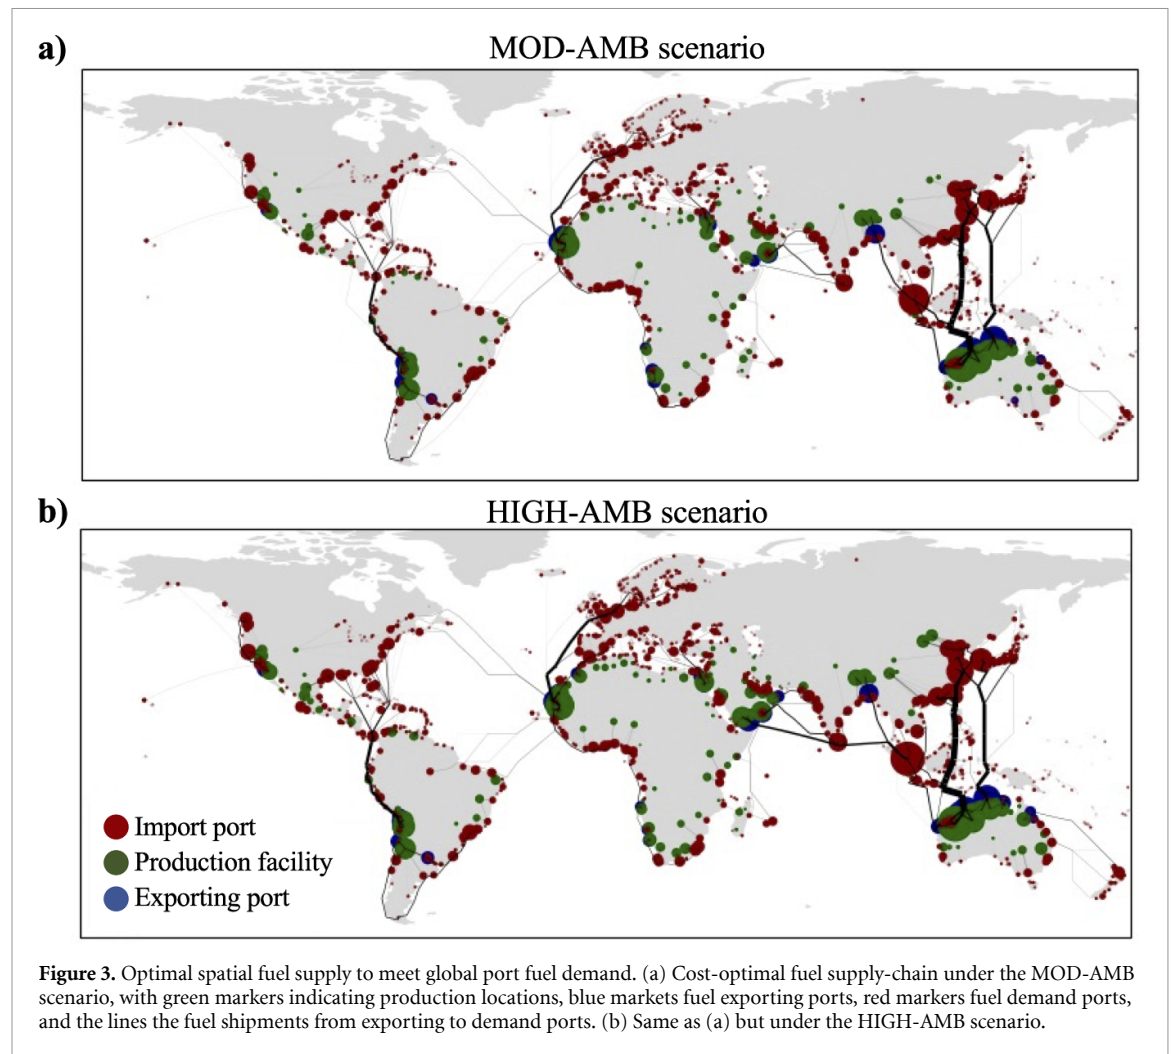 a)
MOD-AMB scenario
b)
HIGH-AMB scenario
Import port
Production facility
Exporting port
Figure 3. Optimal spatial fuel supply to meet global port fuel demand. (a) Cost-optimal fuel supply-chain under the MOD-AMB
scenario, with green markers indicating production locations, blue markets fuel exporting ports, red markers fuel demand ports,
and the lines the fuel shipments from exporting to demand ports. (b) Same as (a) but under the HIGH-AMB scenario.